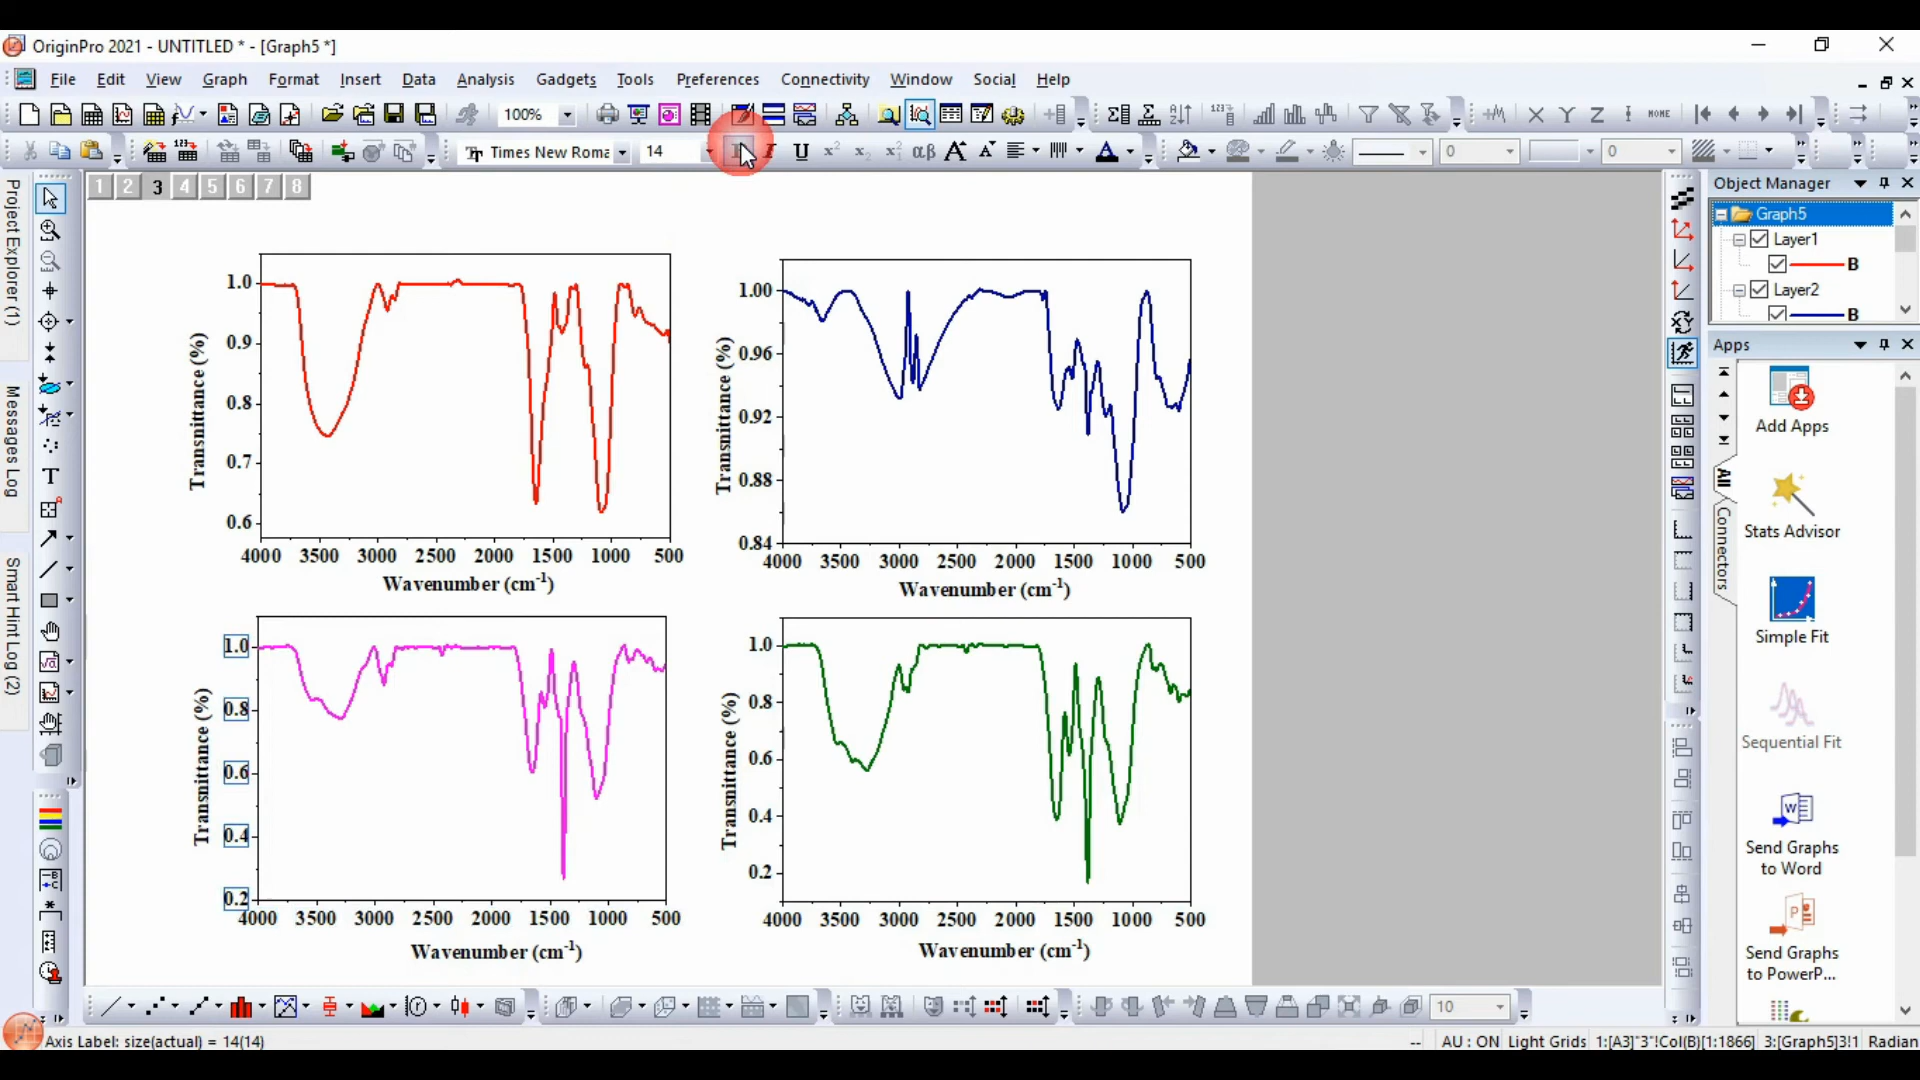 OriginPro 2021 - UNTITLED * - [Graph5 *]
File Edit View Graph Format Insert Data Analysis Gadgets Tools Preferences Connectivity Window Social Help
100%
HOME
Times New Roma 14
0
0
1 2 3 4 5 6 7 8
Project Explorer (1)
Messages Log
Smart Hint Log (2)
1.0
0.9
0.8
0.7
0.6
4000 3500 3000 2500 2000 1500 1000 500
Transnittance (%)
Wavenumber (cm-1)
1.00
0.96
0.92
0.88
0.84
4000 3500 3000 2500 2000 1500 1000 500
Transnittance (%)
Wavenumber (cm-1)
1.0
0.8
0.6
0.4
0.2
4000 3500 3000 2500 2000 1500 1000 500
Transnittance (%)
Wavenumber (cm-1)
1.0
0.8
0.6
0.4
0.2
4000 3500 3000 2500 2000 1500 1000 500
Transnittance (%)
Wavenumber (cm-1)
Object Manager
Graph5
Layer1
B
Layer2
B
Apps
All
Connectors
Add Apps
Stats Advisor
Simple Fit
Sequential Fit
Send Graphs
to Word
Send Graphs
to PowerP...
10
Axis Label: size(actual) = 14(14)
-- AU : ON Light Grids 1:[A3]"3"!Col(B)[1:1866] 3:[Graph5]3!1 Radian